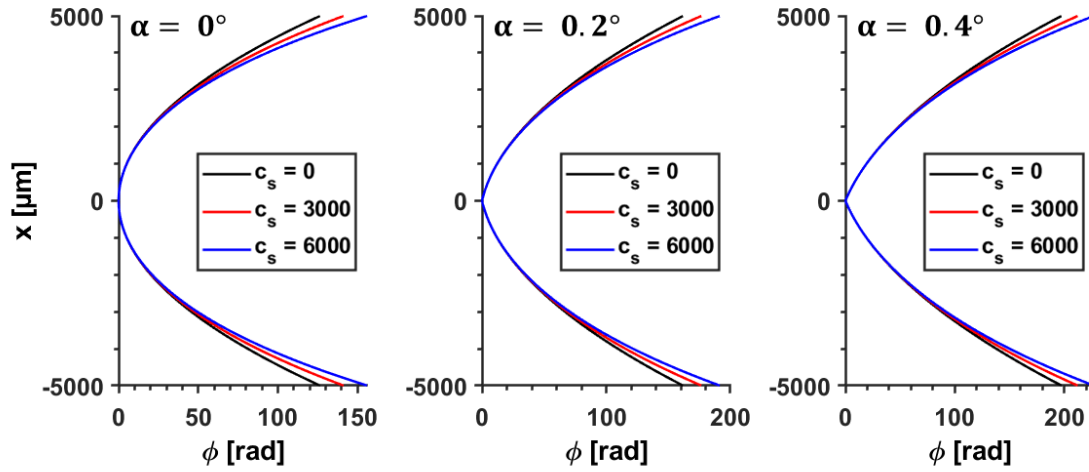 α = 0°
α = 0.2°
α = 0.4°
x [µm]
5000
0
-5000
c_s = 0
c_s = 3000
c_s = 6000
0 50 100 150
ϕ [rad]
5000
0
-5000
c_s = 0
c_s = 3000
c_s = 6000
0 100 200
ϕ [rad]
5000
0
-5000
c_s = 0
c_s = 3000
c_s = 6000
0 100 200
ϕ [rad]